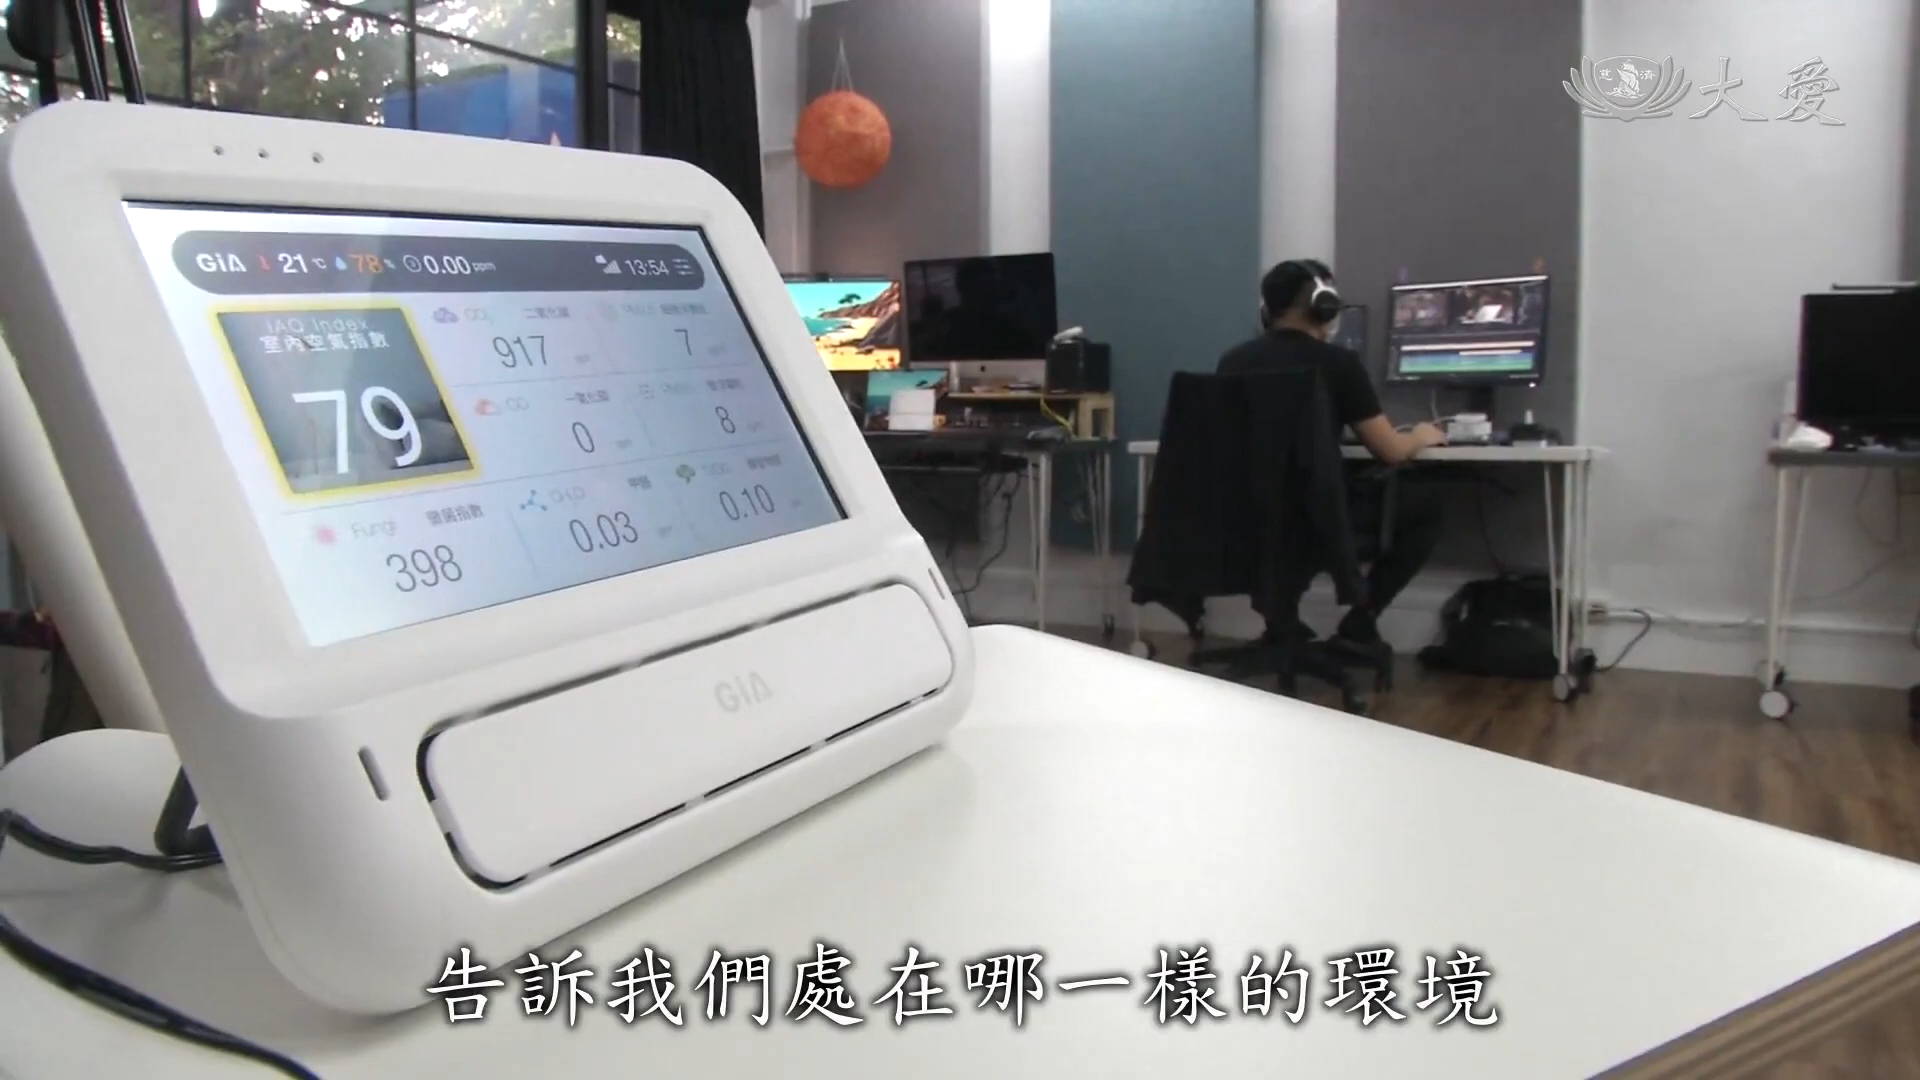 慈濟
大愛
GiA 21°C 78% 0.00 ppm 13:54
IAQ Index
室內空氣指數
79
CO₂ 二氧化碳
917
7
CO 一氧化碳
0
8
Fungi 黴菌指數
398
CH₂O 甲醛
0.03
0.10
GiA
告訴我們處在哪一樣的環境